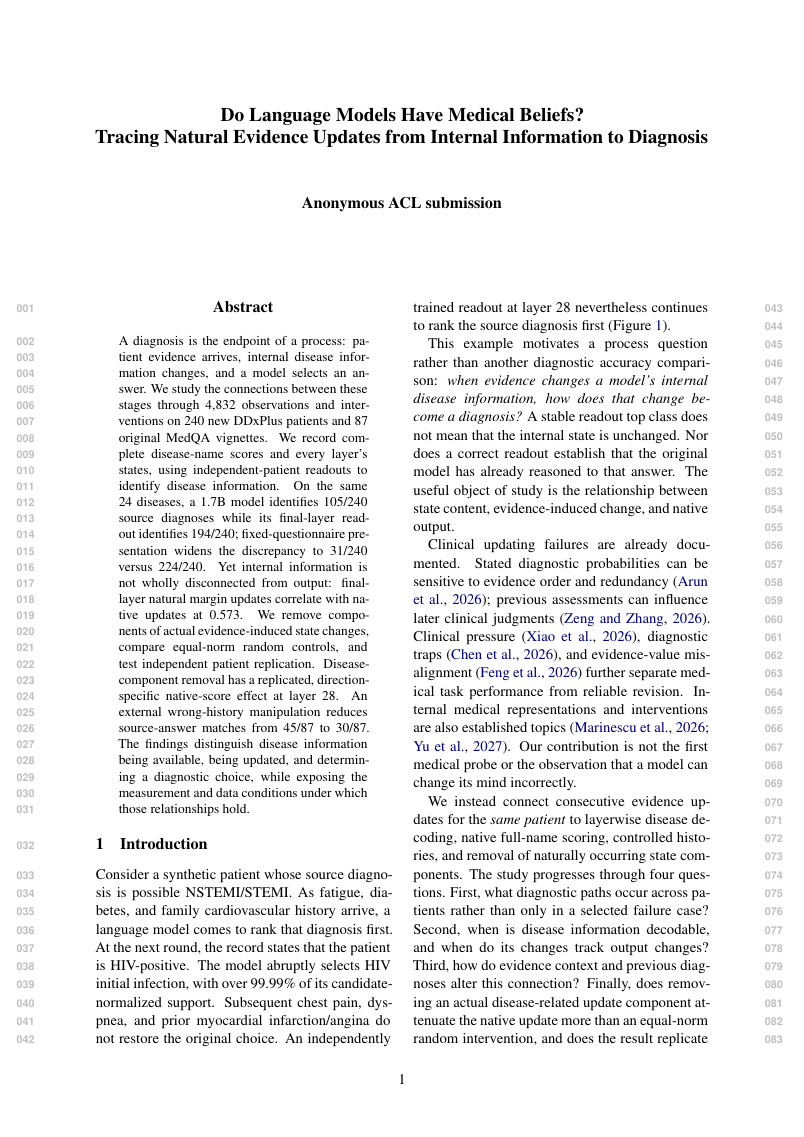 Do Language Models Have Medical Beliefs?
Tracing Natural Evidence Updates from Internal Information to Diagnosis
Anonymous ACL submission
001 Abstract
002 A diagnosis is the endpoint of a process: pa-
003 tient evidence arrives, internal disease infor-
004 mation changes, and a model selects an an-
005 swer. We study the connections between these
006 stages through 4,832 observations and inter-
007 ventions on 240 new DDxPlus patients and 87
008 original MedQA vignettes. We record com-
009 plete disease-name scores and every layer's
010 states, using independent-patient readouts to
011 identify disease information. On the same
012 24 diseases, a 1.7B model identifies 105/240
013 source diagnoses while its final-layer read-
014 out identifies 194/240; fixed-questionnaire pre-
015 sentation widens the discrepancy to 31/240
016 versus 224/240. Yet internal information is
017 not wholly disconnected from output: final-
018 layer natural margin updates correlate with na-
019 tive updates at 0.573. We remove compo-
020 nents of actual evidence-induced state changes,
021 compare equal-norm random controls, and
022 test independent patient replication. Disease-
023 component removal has a replicated, direction-
024 specific native-score effect at layer 28. An
025 external wrong-history manipulation reduces
026 source-answer matches from 45/87 to 30/87.
027 The findings distinguish disease information
028 being available, being updated, and determin-
029 ing a diagnostic choice, while exposing the
030 measurement and data conditions under which
031 those relationships hold.
032 1 Introduction
033 Consider a synthetic patient whose source diagno-
034 sis is possible NSTEMI/STEMI. As fatigue, dia-
035 betes, and family cardiovascular history arrive, a
036 language model comes to rank that diagnosis first.
037 At the next round, the record states that the patient
038 is HIV-positive. The model abruptly selects HIV
039 initial infection, with over 99.99% of its candidate-
040 normalized support. Subsequent chest pain, dys-
041 pnea, and prior myocardial infarction/angina do
042 not restore the original choice. An independently
trained readout at layer 28 nevertheless continues 043
to rank the source diagnosis first (Figure 1). 044
This example motivates a process question 045
rather than another diagnostic accuracy compari- 046
son: when evidence changes a model's internal 047
disease information, how does that change be- 048
come a diagnosis? A stable readout top class does 049
not mean that the internal state is unchanged. Nor 050
does a correct readout establish that the original 051
model has already reasoned to that answer. The 052
useful object of study is the relationship between 053
state content, evidence-induced change, and native 054
output. 055
Clinical updating failures are already docu- 056
mented. Stated diagnostic probabilities can be 057
sensitive to evidence order and redundancy (Arun 058
et al., 2026); previous assessments can influence 059
later clinical judgments (Zeng and Zhang, 2026). 060
Clinical pressure (Xiao et al., 2026), diagnostic 061
traps (Chen et al., 2026), and evidence-value mis- 062
alignment (Feng et al., 2026) further separate med- 063
ical task performance from reliable revision. In- 064
ternal medical representations and interventions 065
are also established topics (Marinescu et al., 2026; 066
Yu et al., 2027). Our contribution is not the first 067
medical probe or the observation that a model can 068
change its mind incorrectly. 069
We instead connect consecutive evidence up- 070
dates for the same patient to layerwise disease de- 071
coding, native full-name scoring, controlled histo- 072
ries, and removal of naturally occurring state com- 073
ponents. The study progresses through four ques- 074
tions. First, what diagnostic paths occur across pa- 075
tients rather than only in a selected failure case? 076
Second, when is disease information decodable, 077
and when do its changes track output changes? 078
Third, how do evidence context and previous diag- 079
noses alter this connection? Finally, does remov- 080
ing an actual disease-related update component at- 081
tenuate the native update more than an equal-norm 082
random intervention, and does the result replicate 083
1